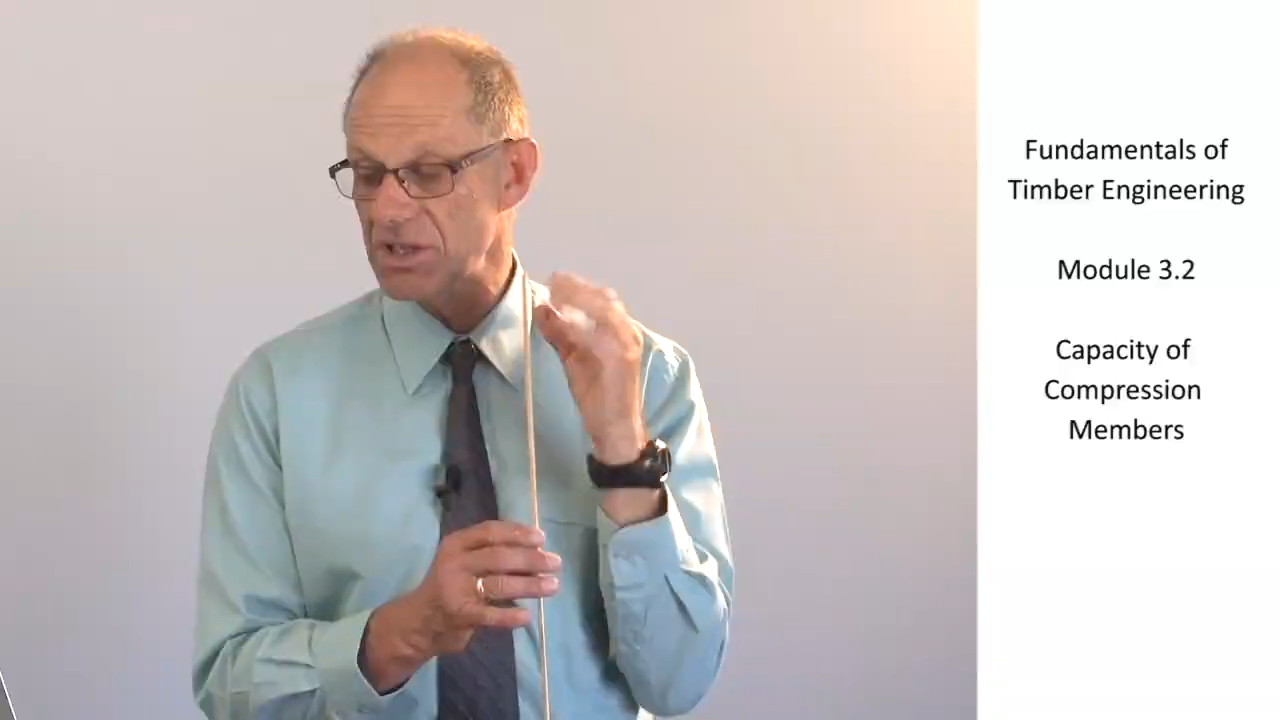 Fundamentals of
Timber Engineering
Module 3.2
Capacity of
Compression
Members